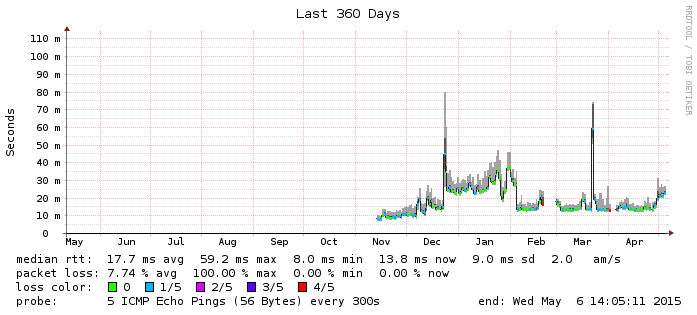 Last 360 Days
RRDTOOL / TOBI OETIKER
Seconds
110 m
100 m
90 m
80 m
70 m
60 m
50 m
40 m
30 m
20 m
10 m
0
May Jun Jul Aug Sep Oct Nov Dec Jan Feb Mar Apr
median rtt: 17.7 ms avg 59.2 ms max 8.0 ms min 13.8 ms now 9.0 ms sd 2.0 am/s
packet loss: 7.74 % avg 100.00 % max 0.00 % min 0.00 % now
loss color: 0 1/5 2/5 3/5 4/5
probe: 5 ICMP Echo Pings (56 Bytes) every 300s end: Wed May 6 14:05:11 2015